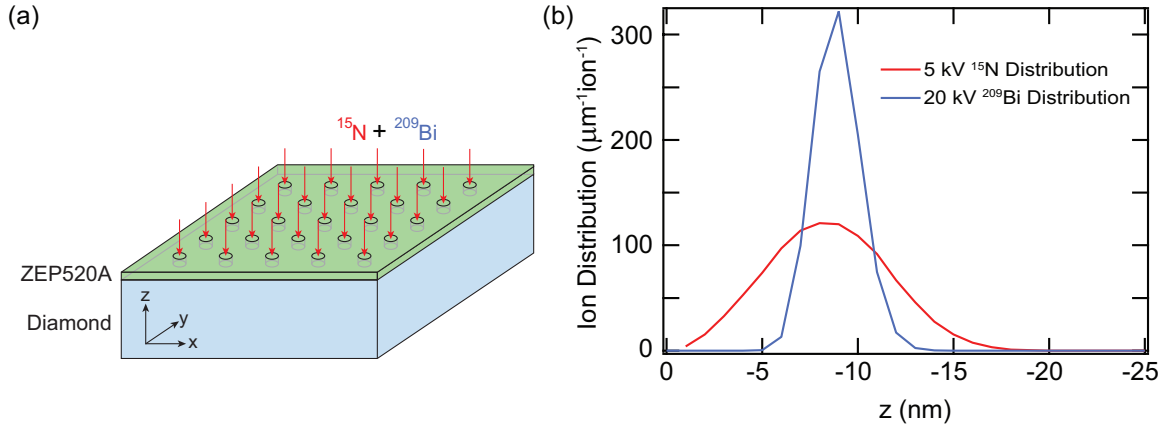 (a)
¹⁵N + ²⁰⁹Bi
ZEP520A
Diamond
z
y
x
(b)
Ion Distribution (μm⁻¹ion⁻¹)
300
200
100
0
5 kV ¹⁵N Distribution
20 kV ²⁰⁹Bi Distribution
0 -5 -10 -15 -20 -25
z (nm)